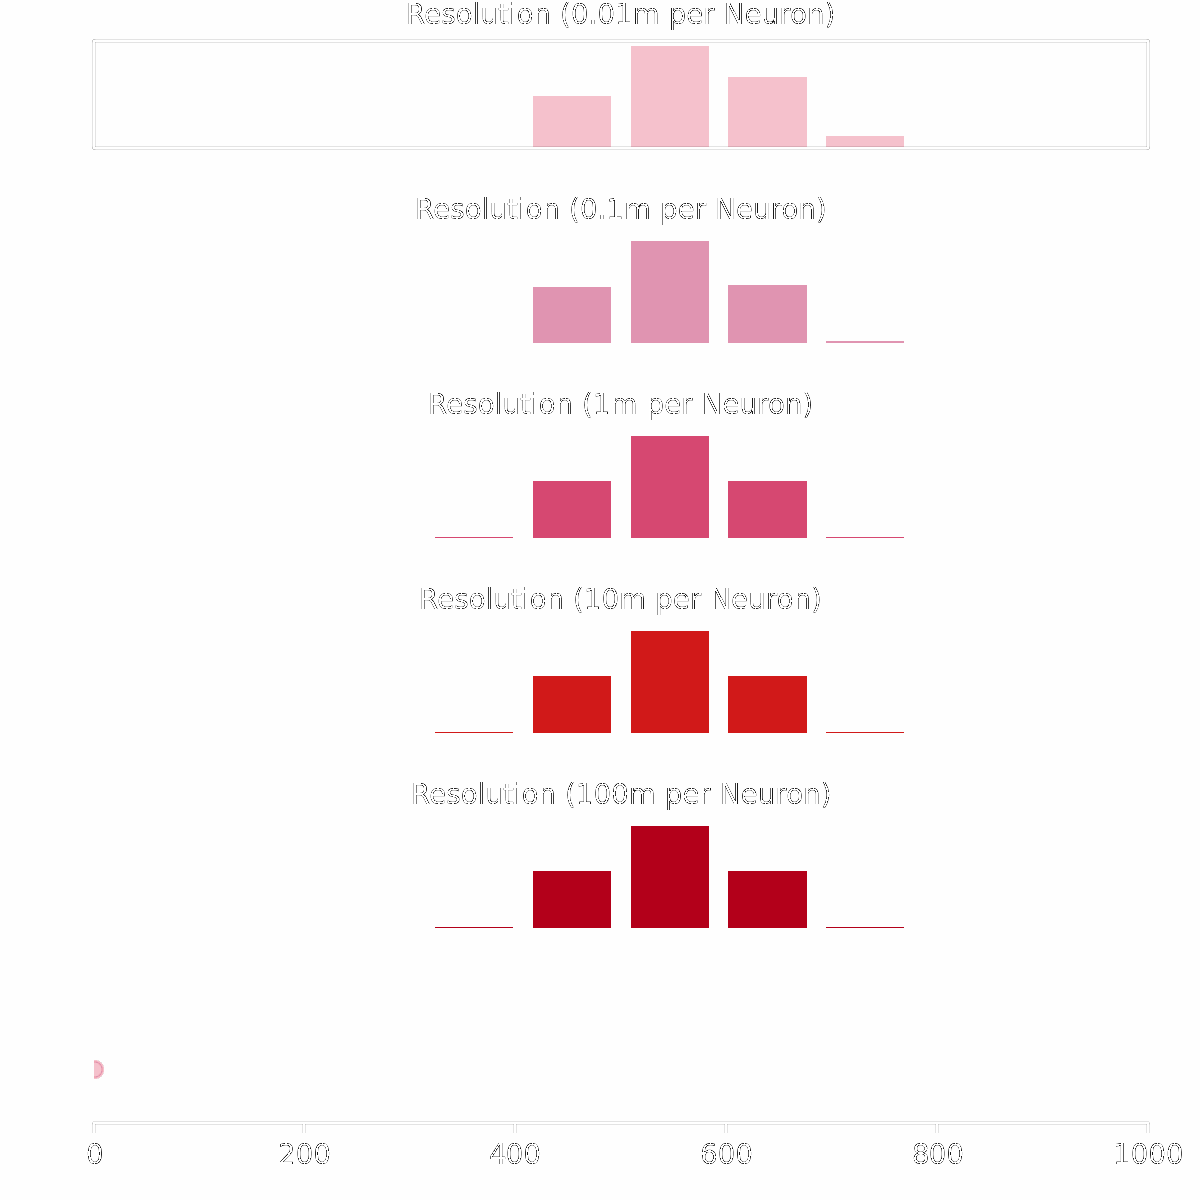 Resolution (0.01m per Neuron)
Resolution (0.1m per Neuron)
Resolution (1m per Neuron)
Resolution (10m per Neuron)
Resolution (100m per Neuron)
0 200 400 600 800 1000